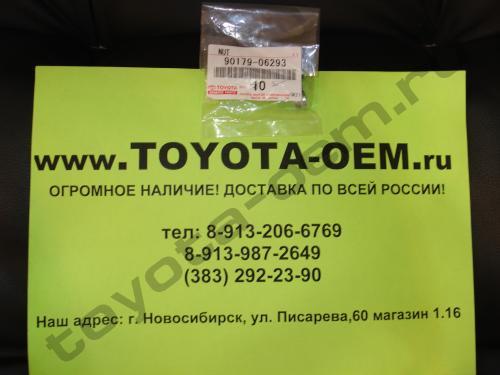 NUT
90179-06293
TOYOTA
10
www.TOYOTA-OEM.ru
ОГРОМНОЕ НАЛИЧИЕ! ДОСТАВКА ПО ВСЕЙ РОССИИ!
тел: 8-913-206-6769
8-913-987-2649
(383) 292-23-90
Наш адрес: г. Новосибирск, ул. Писарева,60 магазин 1.16
toyota-oem.ru